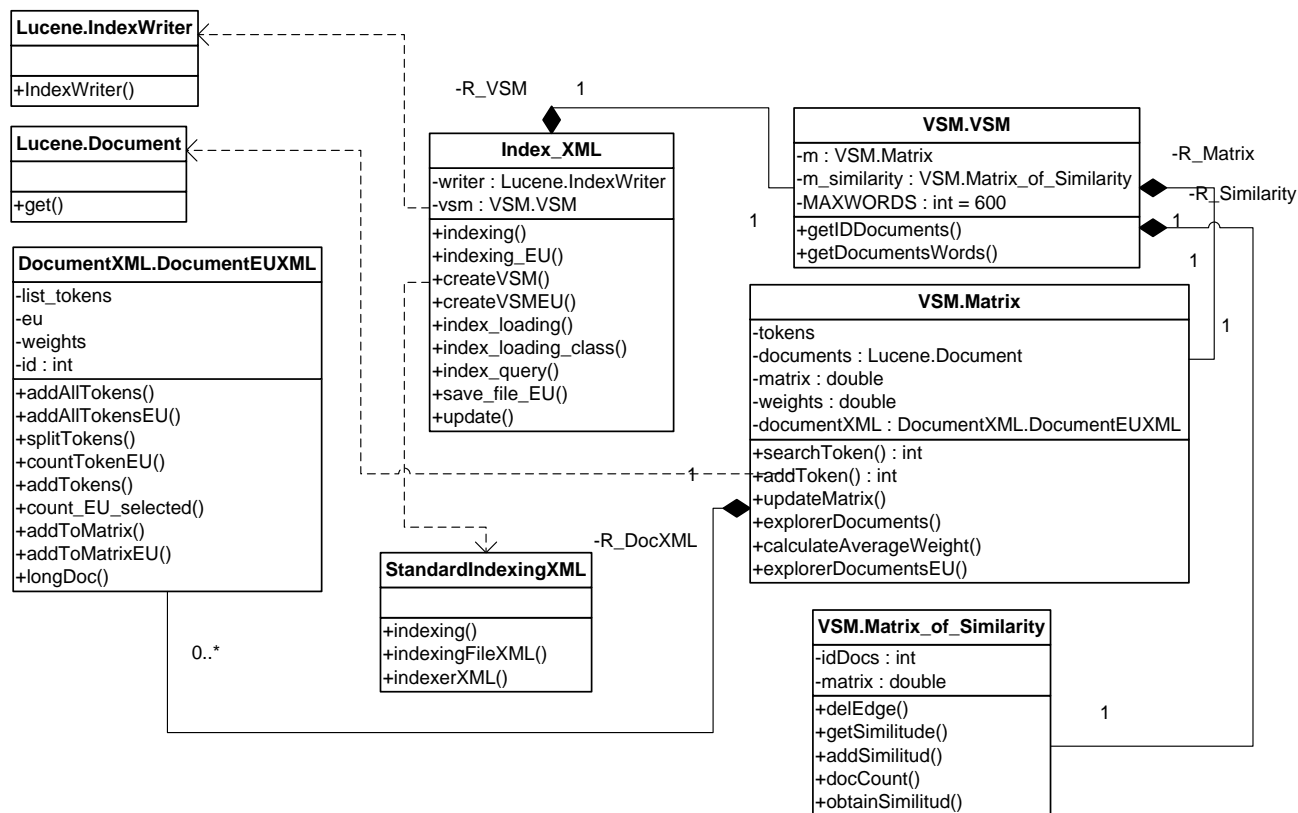 Lucene.IndexWriter
+IndexWriter()
Lucene.Document
+get()
DocumentXML.DocumentEUXML
-list_tokens
-eu
-weights
-id : int
+addAllTokens()
+addAllTokensEU()
+splitTokens()
+countTokenEU()
+addTokens()
+count_EU_selected()
+addToMatrix()
+addToMatrixEU()
+longDoc()
0..*
-R_VSM
1
Index_XML
-writer : Lucene.IndexWriter
-vsm : VSM.VSM
+indexing()
+indexing_EU()
+createVSM()
+createVSMEU()
+index_loading()
+index_loading_class()
+index_query()
+save_file_EU()
+update()
StandardIndexingXML
+indexing()
+indexingFileXML()
+indexerXML()
-R_DocXML
1
1
VSM.VSM
-m : VSM.Matrix
-m_similarity : VSM.Matrix_of_Similarity
-MAXWORDS : int = 600
+getIDDocuments()
+getDocumentsWords()
-R_Matrix
-R_Similarity
1
1
1
VSM.Matrix
-tokens
-documents : Lucene.Document
-matrix : double
-weights : double
-documentXML : DocumentXML.DocumentEUXML
+searchToken() : int
+addToken() : int
+updateMatrix()
+explorerDocuments()
+calculateAverageWeight()
+explorerDocumentsEU()
VSM.Matrix_of_Similarity
-idDocs : int
-matrix : double
+delEdge()
+getSimilitude()
+addSimilitud()
+docCount()
+obtainSimilitud()
1